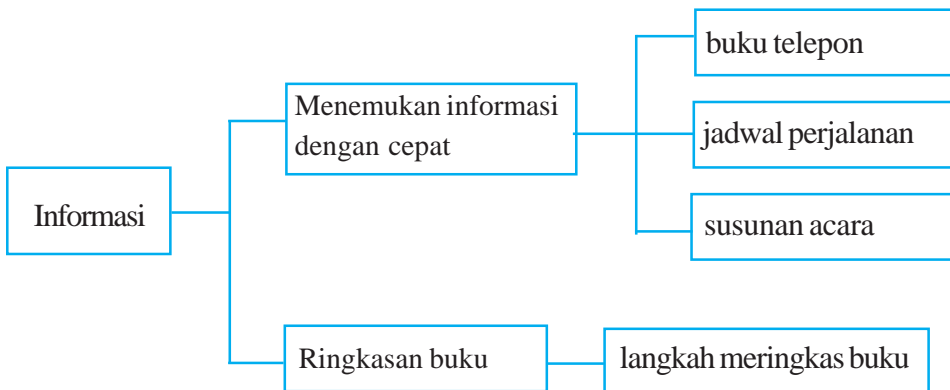 Informasi
Menemukan informasi
dengan cepat
buku telepon
jadwal perjalanan
susunan acara
Ringkasan buku
langkah meringkas buku